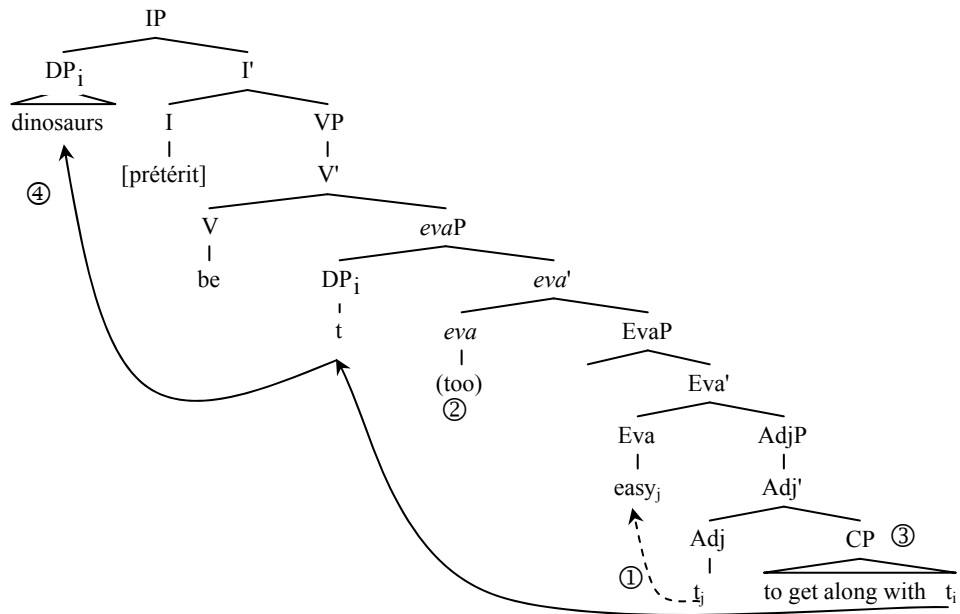 IP
DPi I'
dinosaurs I VP
[prétérit] V'
④
V evaP
be DPi eva'
t eva EvaP
(too) Eva'
②
Eva AdjP
easyj Adj'
Adj CP ③
① tj to get along with ti